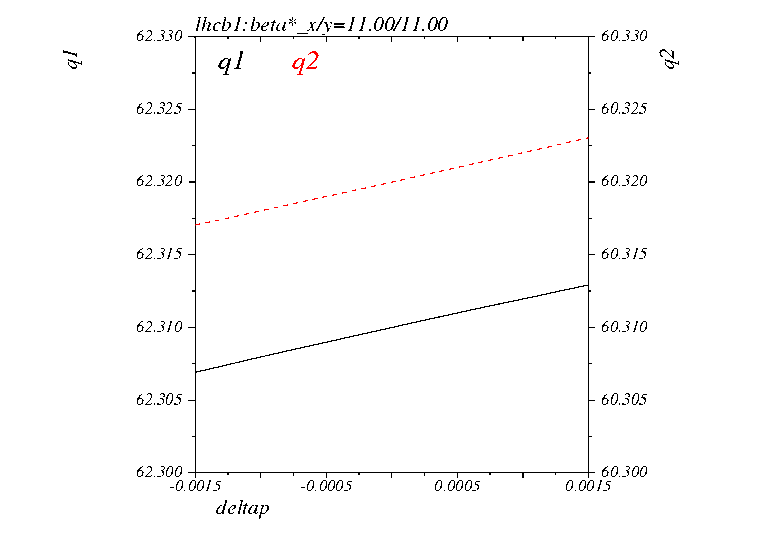 lhcb1:beta*_x/y=11.00/11.00
q1 q2
q1
q2
62.330 60.330
62.325 60.325
62.320 60.320
62.315 60.315
62.310 60.310
62.305 60.305
62.300 60.300
-0.0015 -0.0005 0.0005 0.0015
deltap